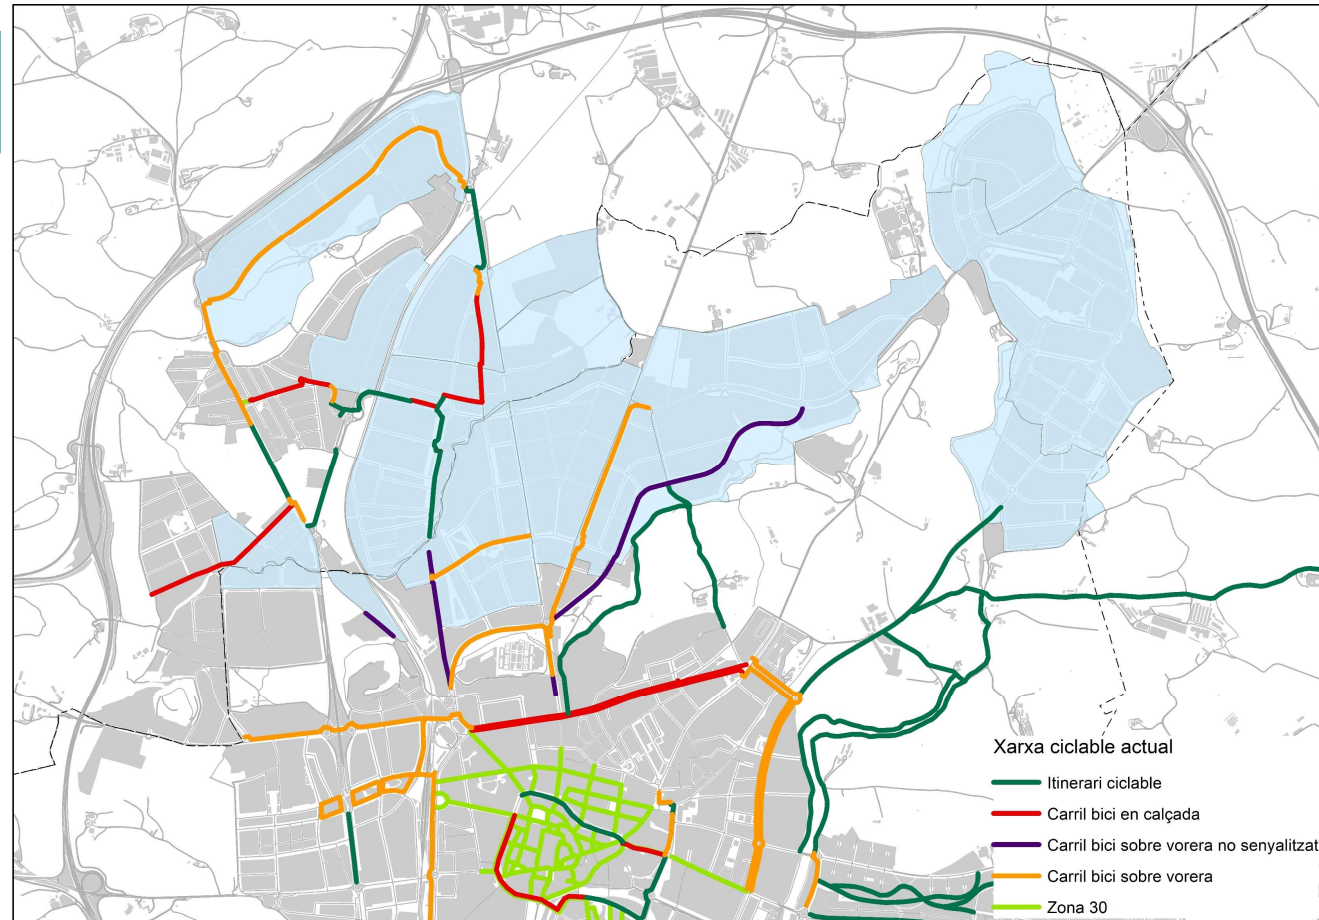 Xarxa ciclable actual
Itinerari ciclable
Carril bici en calçada
Carril bici sobre vorera no senyalitzat
Carril bici sobre vorera
Zona 30